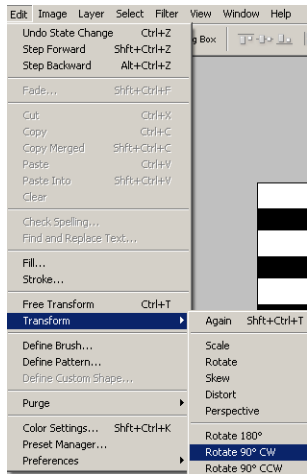 Edit Image Layer Select Filter View Window Help
Undo State Change Ctrl+Z
Step Forward Shft+Ctrl+Z
Step Backward Alt+Ctrl+Z
g Box
Fade... Shft+Ctrl+F
Cut Ctrl+X
Copy Ctrl+C
Copy Merged Shft+Ctrl+C
Paste Ctrl+V
Paste Into Shft+Ctrl+V
Clear
Check Spelling...
Find and Replace Text...
Fill...
Stroke...
Free Transform Ctrl+T
Transform
Define Brush...
Define Pattern...
Define Custom Shape...
Purge
Color Settings... Shft+Ctrl+K
Preset Manager...
Preferences
Again Shft+Ctrl+T
Scale
Rotate
Skew
Distort
Perspective
Rotate 180°
Rotate 90° CW
Rotate 90° CCW